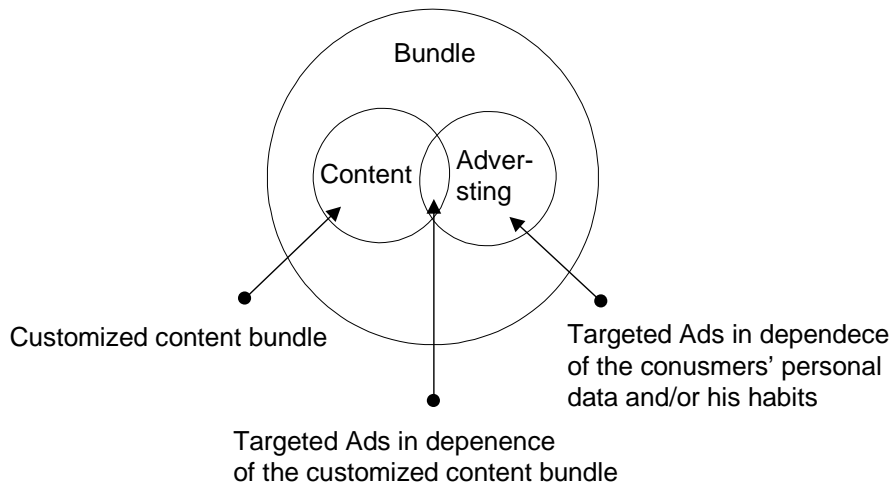 Bundle
Content
Adver-
sting
Customized content bundle
Targeted Ads in dependece
of the conusmers’ personal
data and/or his habits
Targeted Ads in depenence
of the customized content bundle